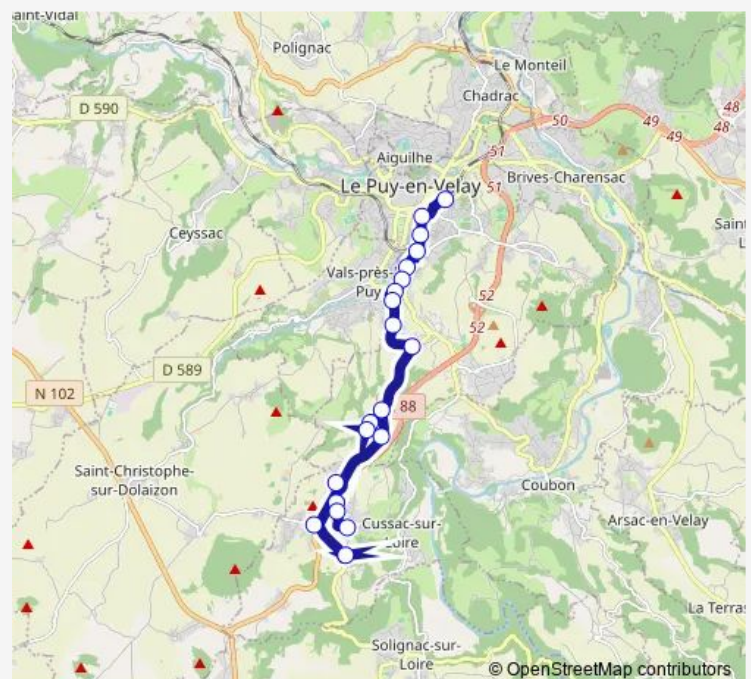 Saint-Vidal
Polignac
Le Monteil
D 590
Chadrac
48
50
49
49
48
51
Aiguilhe
Le Puy-en-Velay
51
Brives-Charensac
Ceyssac
Vals-près-
Puy
52
52
D 589
N 102
88
Saint-Christophe-
sur-Dolaizon
Coubon
Cussac-sur-
Loire
Arsac-en-Velay
La Terras
Solignac-sur-
Loire
© OpenStreetMap contributors